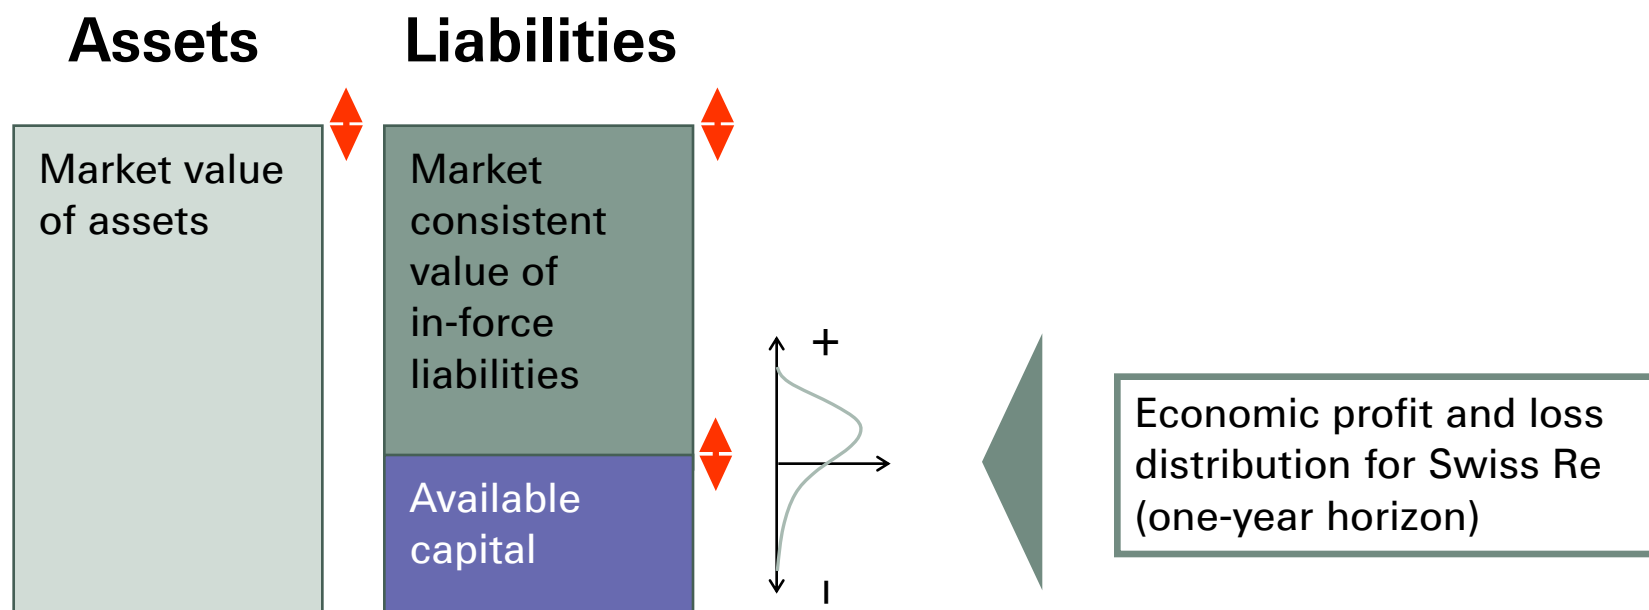 Assets
Liabilities
Market value
of assets
Market
consistent
value of
in-force
liabilities
Available
capital
+
-
Economic profit and loss
distribution for Swiss Re
(one-year horizon)